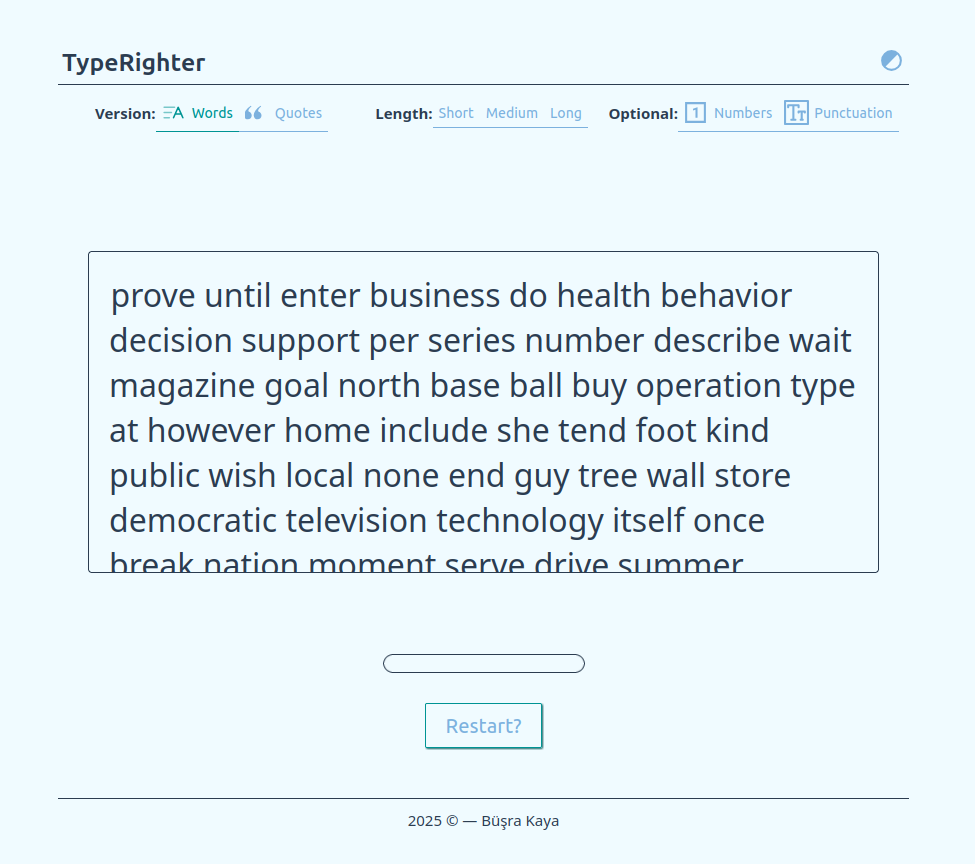 TypeRighter
Version: Words Quotes Length: Short Medium Long Optional: 1 Numbers Tt Punctuation
prove until enter business do health behavior
decision support per series number describe wait
magazine goal north base ball buy operation type
at however home include she tend foot kind
public wish local none end guy tree wall store
democratic television technology itself once
break nation moment serve drive summer
Restart?
2025 © — Büşra Kaya